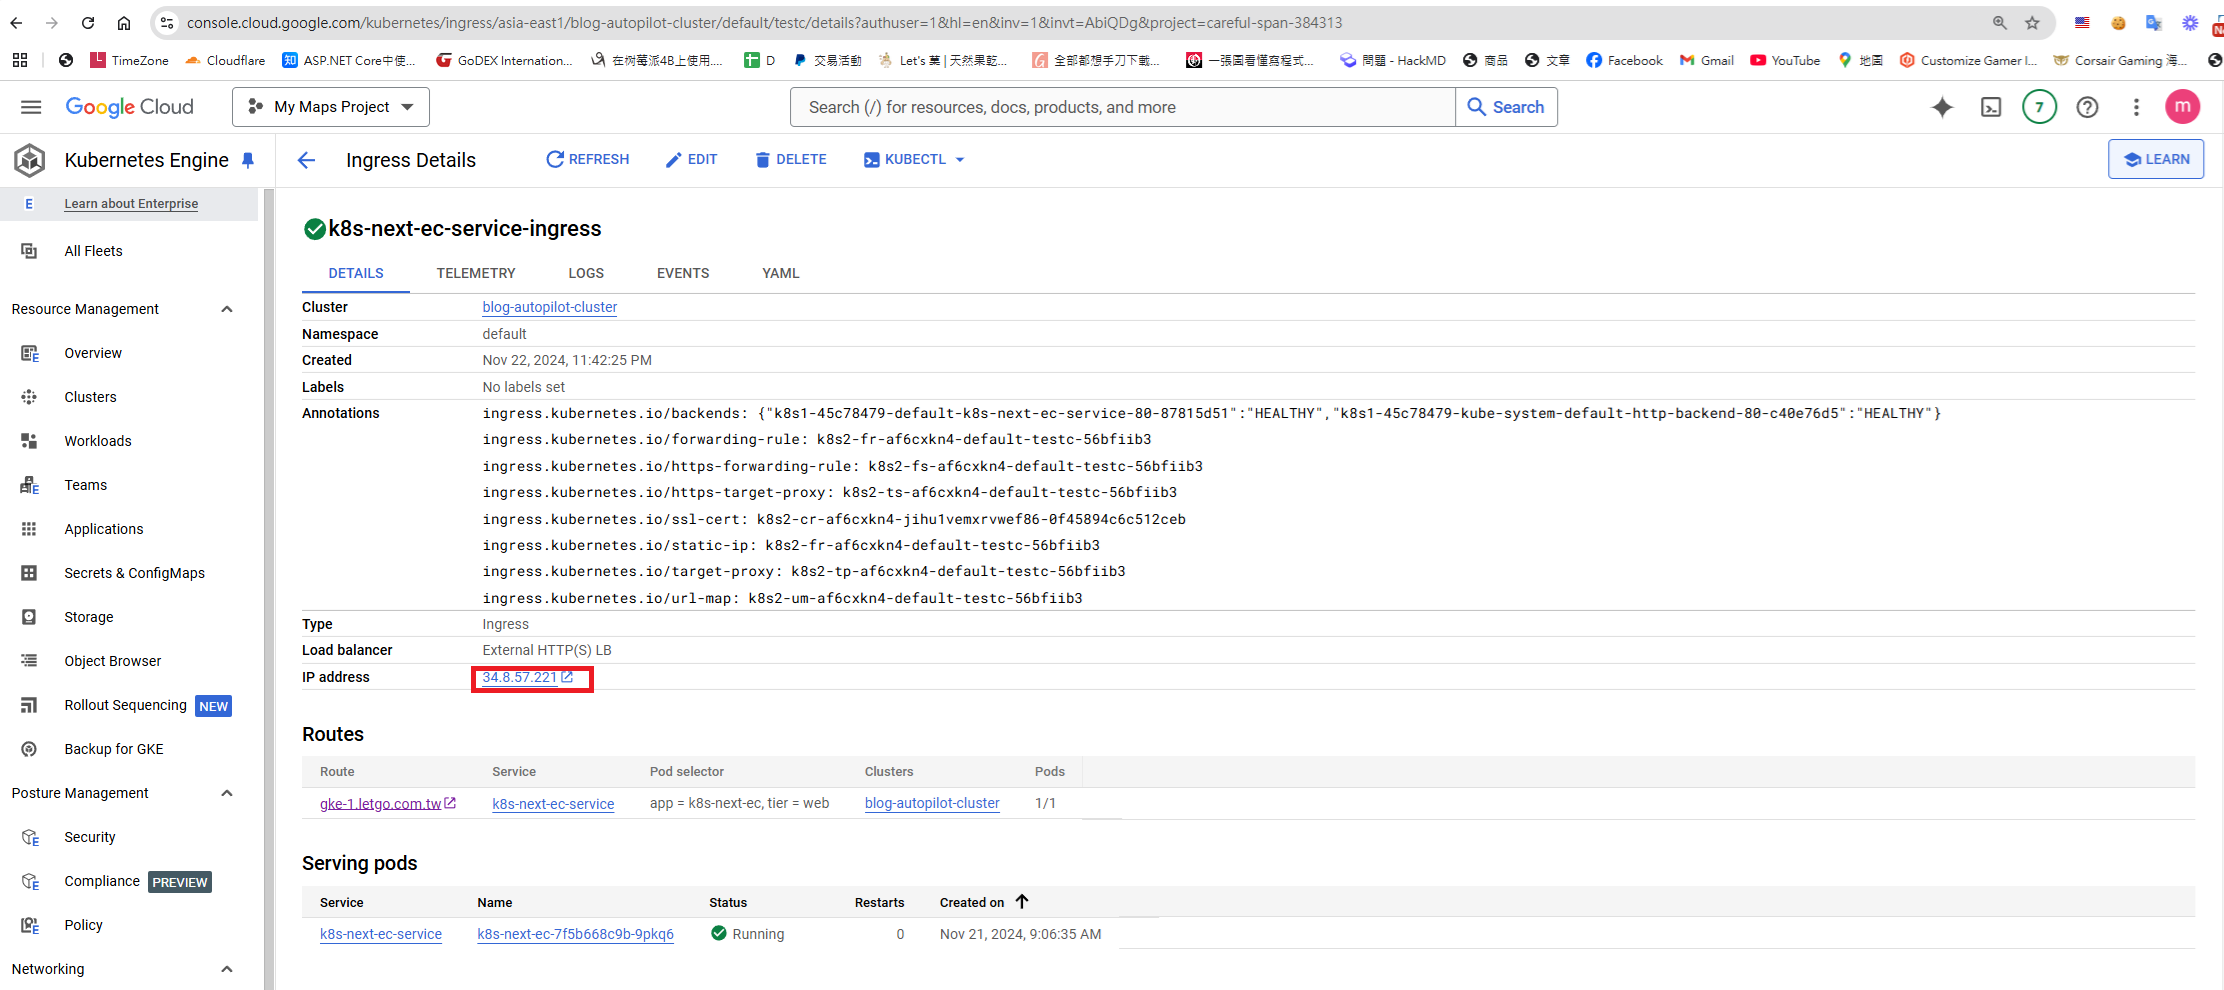 console.cloud.google.com/kubernetes/ingress/asia-east1/blog-autopilot-cluster/default/testc/details?authuser=1&hl=en&inv=1&invt=AbiQDg&project=careful-span-384313
TimeZone Cloudflare 知 ASP.NET Core中使... GoDEX Internation... 在树莓派4B上使用.... D 交易活動 Let's 菓 | 天然果乾... 全部都想手刀下載... 一張圖看懂寫程式... 問題 - HackMD 商品 文章 Facebook Gmail YouTube 地圖 Customize Gamer I... Corsair Gaming 海...
Google Cloud My Maps Project Search (/) for resources, docs, products, and more Search 7 m
Kubernetes Engine Ingress Details REFRESH EDIT DELETE KUBECTL LEARN
E Learn about Enterprise
All Fleets
Resource Management
Overview
Clusters
Workloads
Teams
Applications
Secrets & ConfigMaps
Storage
Object Browser
Rollout Sequencing NEW
Backup for GKE
Posture Management
Security
Compliance PREVIEW
Policy
Networking
k8s-next-ec-service-ingress
DETAILS TELEMETRY LOGS EVENTS YAML
Cluster blog-autopilot-cluster
Namespace default
Created Nov 22, 2024, 11:42:25 PM
Labels No labels set
Annotations ingress.kubernetes.io/backends: {"k8s1-45c78479-default-k8s-next-ec-service-80-87815d51":"HEALTHY","k8s1-45c78479-kube-system-default-http-backend-80-c40e76d5":"HEALTHY"}
ingress.kubernetes.io/forwarding-rule: k8s2-fr-af6cxkn4-default-testc-56bfiib3
ingress.kubernetes.io/https-forwarding-rule: k8s2-fs-af6cxkn4-default-testc-56bfiib3
ingress.kubernetes.io/https-target-proxy: k8s2-ts-af6cxkn4-default-testc-56bfiib3
ingress.kubernetes.io/ssl-cert: k8s2-cr-af6cxkn4-jihu1vemxrvwef86-0f45894c6c512ceb
ingress.kubernetes.io/static-ip: k8s2-fr-af6cxkn4-default-testc-56bfiib3
ingress.kubernetes.io/target-proxy: k8s2-tp-af6cxkn4-default-testc-56bfiib3
ingress.kubernetes.io/url-map: k8s2-um-af6cxkn4-default-testc-56bfiib3
Type Ingress
Load balancer External HTTP(S) LB
IP address 34.8.57.221
Routes
Route Service Pod selector Clusters Pods
gke-1.letgo.com.tw k8s-next-ec-service app = k8s-next-ec, tier = web blog-autopilot-cluster 1/1
Serving pods
Service Name Status Restarts Created on
k8s-next-ec-service k8s-next-ec-7f5b668c9b-9pkq6 Running 0 Nov 21, 2024, 9:06:35 AM